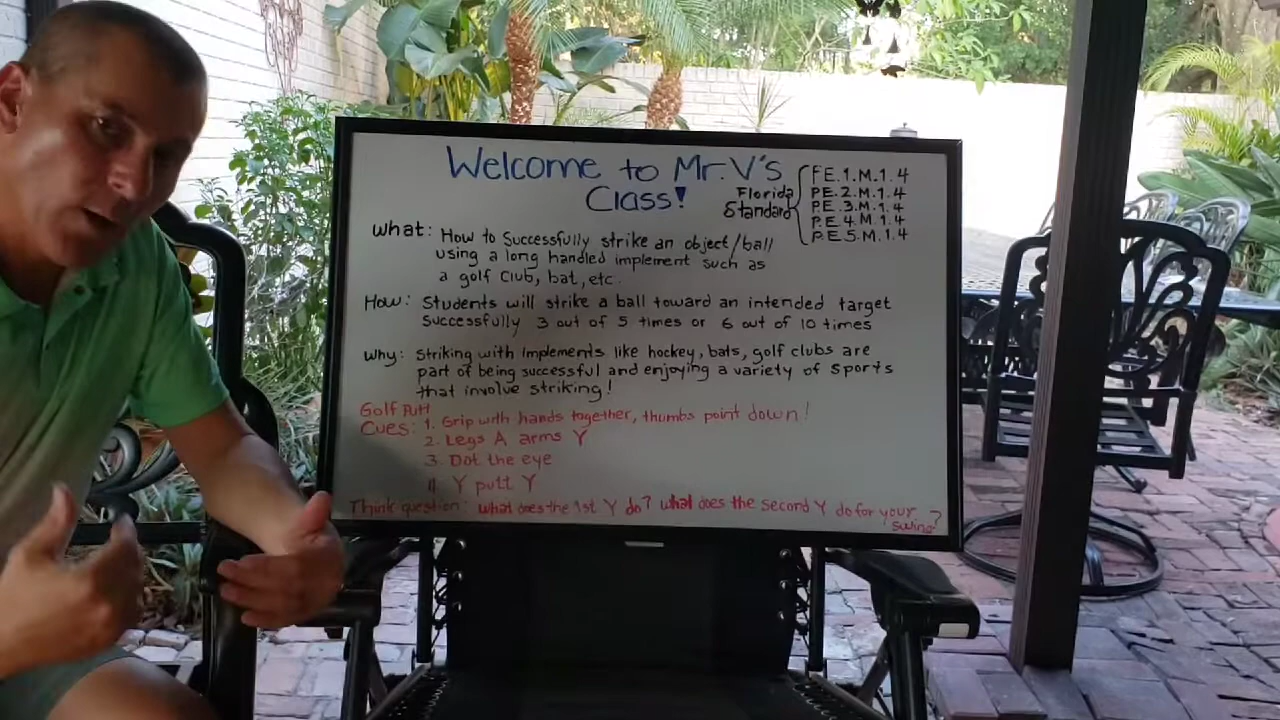 Welcome to Mr. V's
Class!
Florida
Standard
PE.1.M.1.4
PE.2.M.1.4
PE.3.M.1.4
P.E.4.M.1.4
P.E 5.M.1.4
What: How to Successfully strike an object/ball
using a long handled implement such as
a golf Club, bat, etc.
How: Students will strike a ball toward an intended target
Successfully 3 out of 5 times or 6 out of 10 times
Why: Striking with implements like hockey, bats, golf clubs are
part of being successful and enjoying a variety of sports
that involve striking!
Golf Putt
Cues: 1. Grip with hands together, thumbs point down!
2. Legs A arms Y
3. Dot the eye
4 Y putt Y
Think question: what does the 1st Y do? what does the second Y do for your
swing?